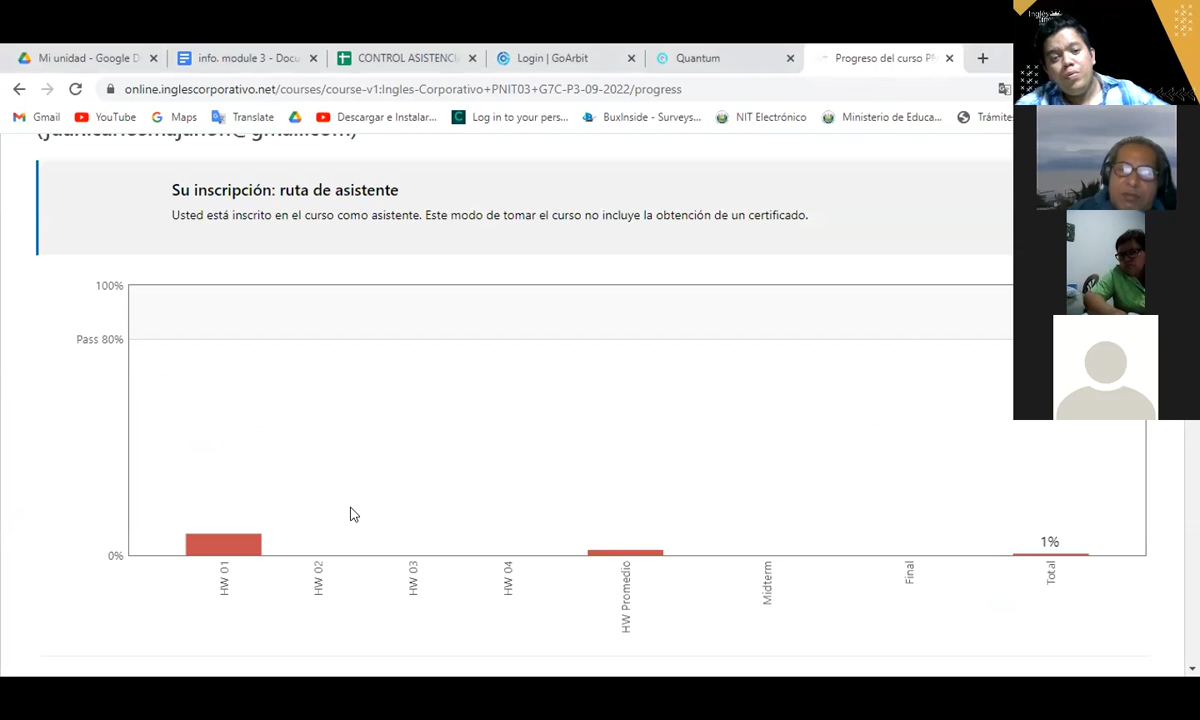 Mi unidad - Google D
info. module 3 - Docu
CONTROL ASISTENCI
Login | GoArbit
Quantum
Progreso del curso PN
online.inglescorporativo.net/courses/course-v1:Ingles-Corporativo+PNIT03+G7C-P3-09-2022/progress
Gmail
YouTube
Maps
Translate
Descargar e Instalar...
Log in to your pers...
BuxInside - Surveys...
NIT Electrónico
Ministerio de Educa...
Trámites
Su inscripción: ruta de asistente
Usted está inscrito en el curso como asistente. Este modo de tomar el curso no incluye la obtención de un certificado.
100%
Pass 80%
0%
1%
HW 01
HW 02
HW 03
HW 04
HW Promedio
Midterm
Final
Total